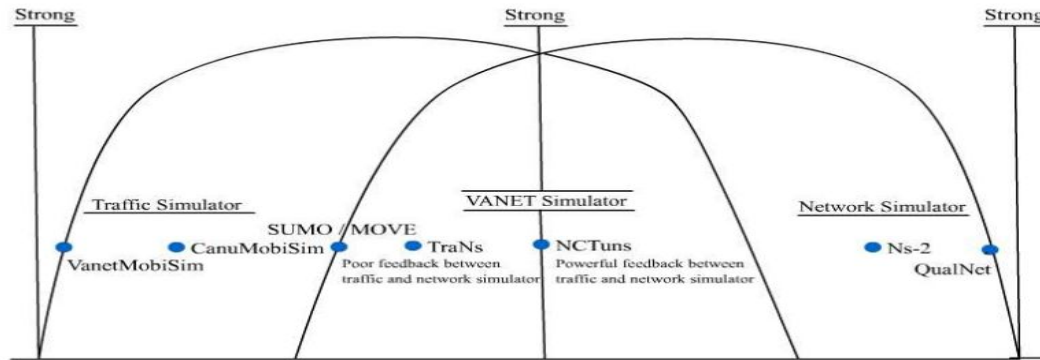 Strong
Strong
Strong
Traffic Simulator
VANET Simulator
Network Simulator
SUMO / MOVE
VanetMobiSim
CanuMobiSim
TraNs
Poor feedback between
traffic and network simulator
NCTuns
Powerful feedback between
traffic and network simulator
Ns-2
QualNet